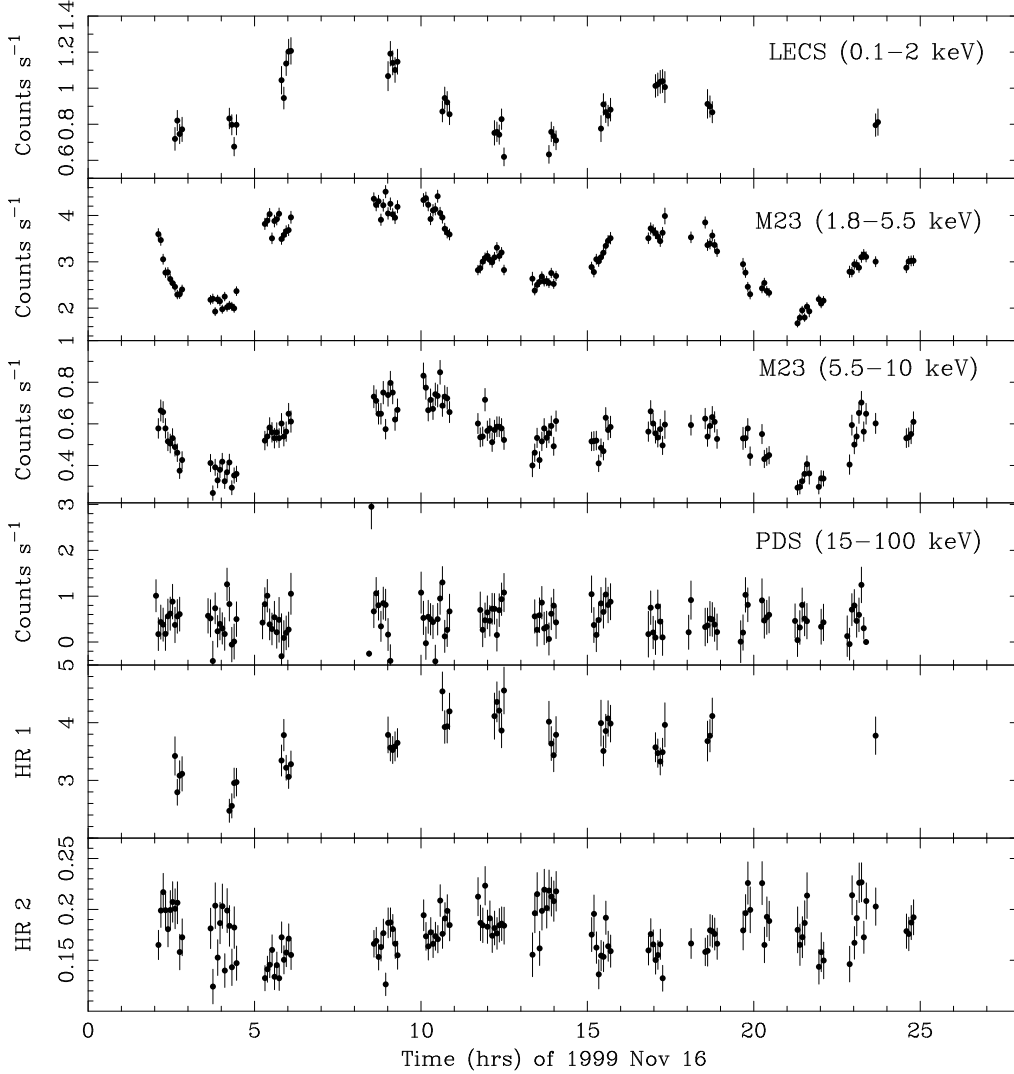 LECS (0.1−2 keV)
Counts s−1
0.6 0.8 1 1.2 1.4
M23 (1.8−5.5 keV)
Counts s−1
1 2 3 4
M23 (5.5−10 keV)
Counts s−1
0.4 0.6 0.8
PDS (15−100 keV)
Counts s−1
0 1 2 3
HR 1
3 4 5
HR 2
0.15 0.2 0.25
0 5 10 15 20 25
Time (hrs) of 1999 Nov 16